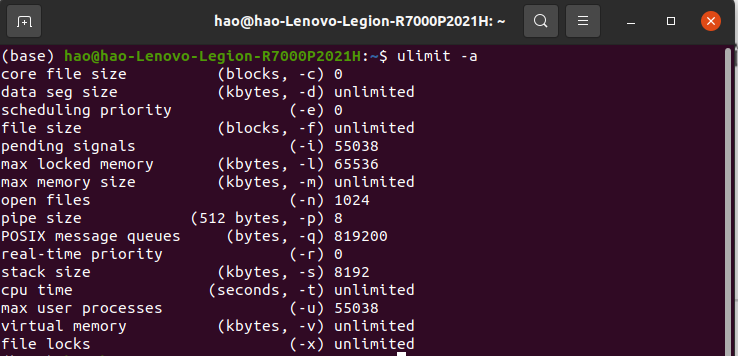 hao@hao-Lenovo-Legion-R7000P2021H: ~
(base) hao@hao-Lenovo-Legion-R7000P2021H:~$ ulimit -a
core file size          (blocks, -c) 0
data seg size           (kbytes, -d) unlimited
scheduling priority             (-e) 0
file size               (blocks, -f) unlimited
pending signals                 (-i) 55038
max locked memory       (kbytes, -l) 65536
max memory size         (kbytes, -m) unlimited
open files                      (-n) 1024
pipe size            (512 bytes, -p) 8
POSIX message queues     (bytes, -q) 819200
real-time priority              (-r) 0
stack size              (kbytes, -s) 8192
cpu time               (seconds, -t) unlimited
max user processes              (-u) 55038
virtual memory          (kbytes, -v) unlimited
file locks                      (-x) unlimited